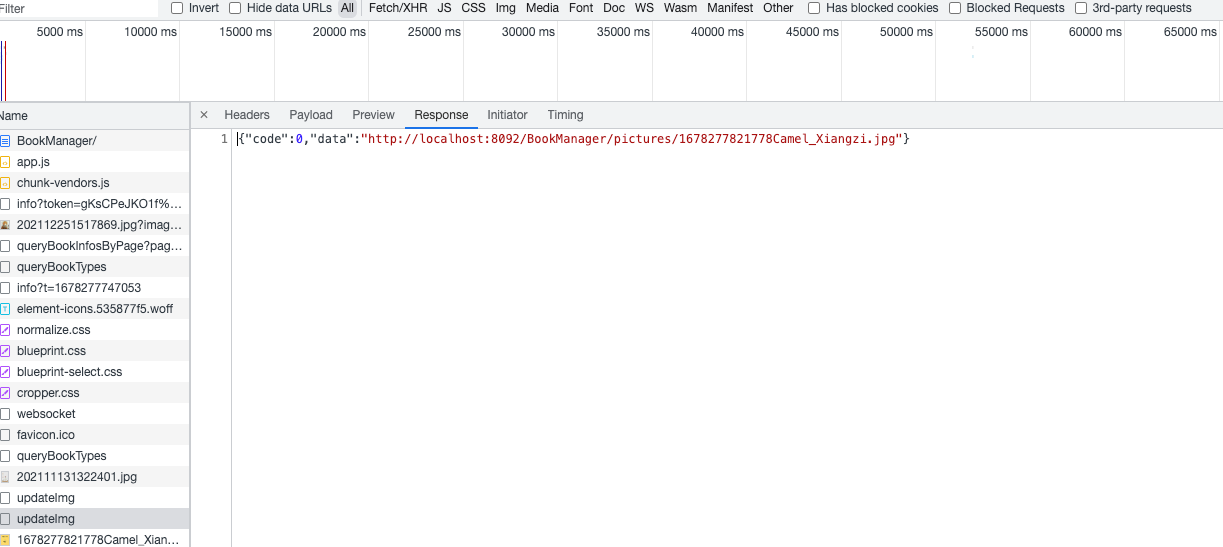 Filter Invert Hide data URLs All Fetch/XHR JS CSS Img Media Font Doc WS Wasm Manifest Other Has blocked cookies Blocked Requests 3rd-party requests
5000 ms 10000 ms 15000 ms 20000 ms 25000 ms 30000 ms 35000 ms 40000 ms 45000 ms 50000 ms 55000 ms 60000 ms 65000 ms
Name × Headers Payload Preview Response Initiator Timing
1 {"code":0,"data":"http://localhost:8092/BookManager/pictures/1678277821778Camel_Xiangzi.jpg"}
BookManager/
app.js
chunk-vendors.js
info?token=gKsCPeJKO1f%...
202112251517869.jpg?imag...
queryBookInfosByPage?pag...
queryBookTypes
info?t=1678277747053
element-icons.535877f5.woff
normalize.css
blueprint.css
blueprint-select.css
cropper.css
websocket
favicon.ico
queryBookTypes
202111131322401.jpg
updateImg
updateImg
1678277821778Camel_Xian...